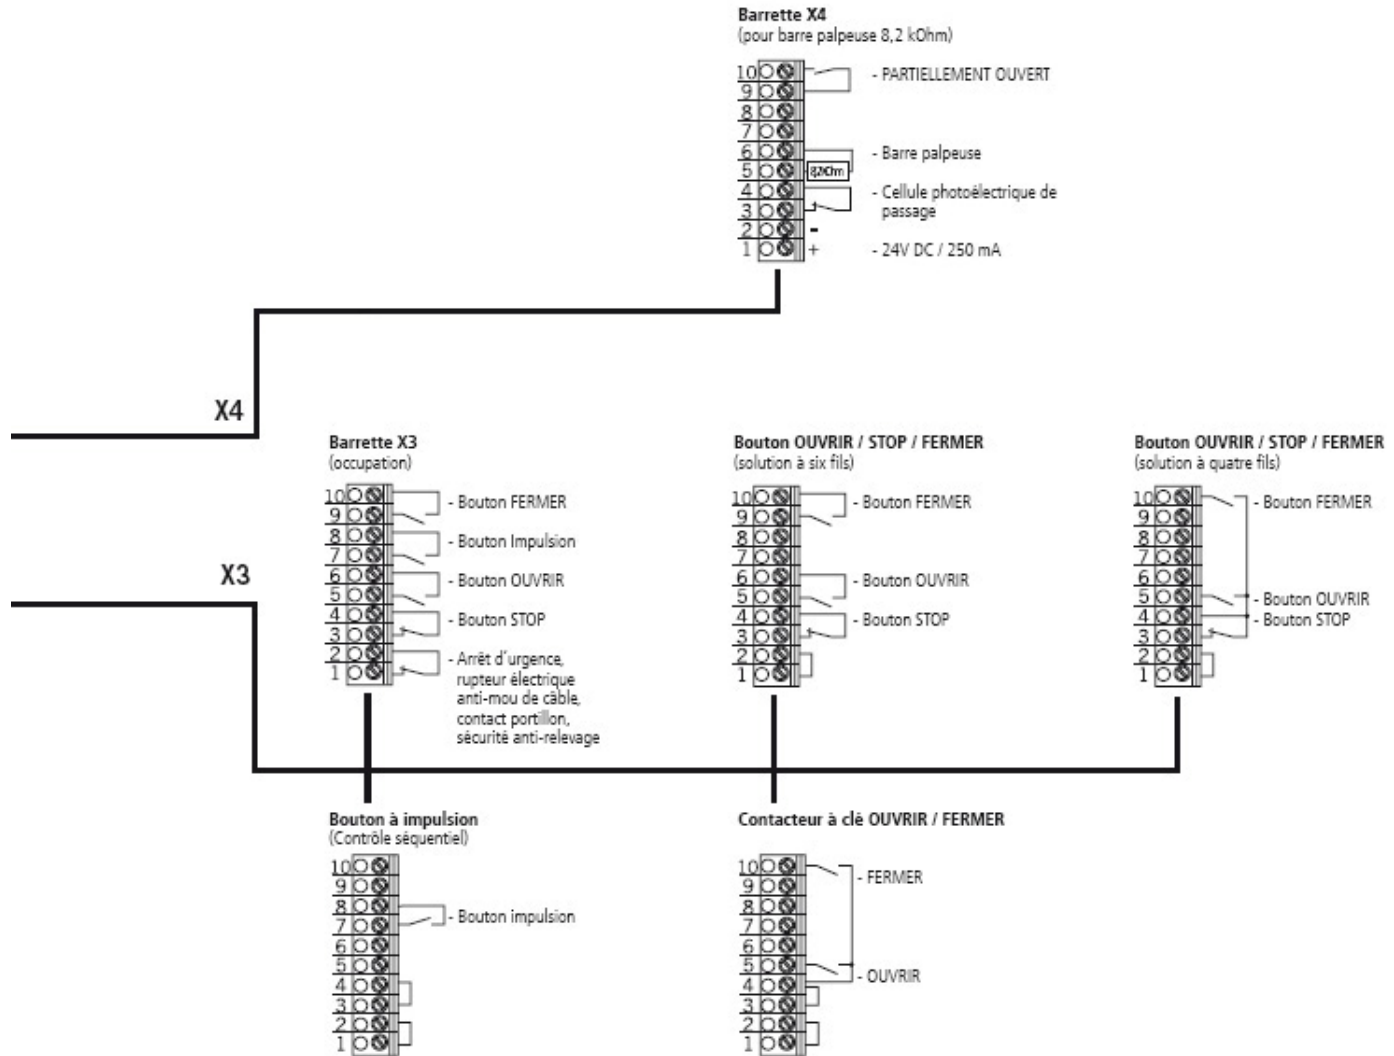 Barrette X4
(pour barre palpeuse 8,2 kOhm)
10
- PARTIELLEMENT OUVERT
9
8
7
6
- Barre palpeuse
5
8,2KOhm
4
- Cellule photoélectrique de
passage
3
2 -
1 +
- 24V DC / 250 mA
X4
X3
Barrette X3
(occupation)
10
- Bouton FERMER
9
8
- Bouton Impulsion
7
6
- Bouton OUVRIR
5
4
- Bouton STOP
3
2
- Arrêt d'urgence,
1
rupteur électrique
anti-mou de câble,
contact portillon,
sécurité anti-relevage
Bouton OUVRIR / STOP / FERMER
(solution à six fils)
10
- Bouton FERMER
9
8
7
6
- Bouton OUVRIR
5
4
- Bouton STOP
3
2
1
Bouton OUVRIR / STOP / FERMER
(solution à quatre fils)
10
- Bouton FERMER
9
8
7
6
5
- Bouton OUVRIR
4
- Bouton STOP
3
2
1
Bouton à impulsion
(Contrôle séquentiel)
10
9
8
- Bouton impulsion
7
6
5
4
3
2
1
Contacteur à clé OUVRIR / FERMER
10
- FERMER
9
8
7
6
5
- OUVRIR
4
3
2
1